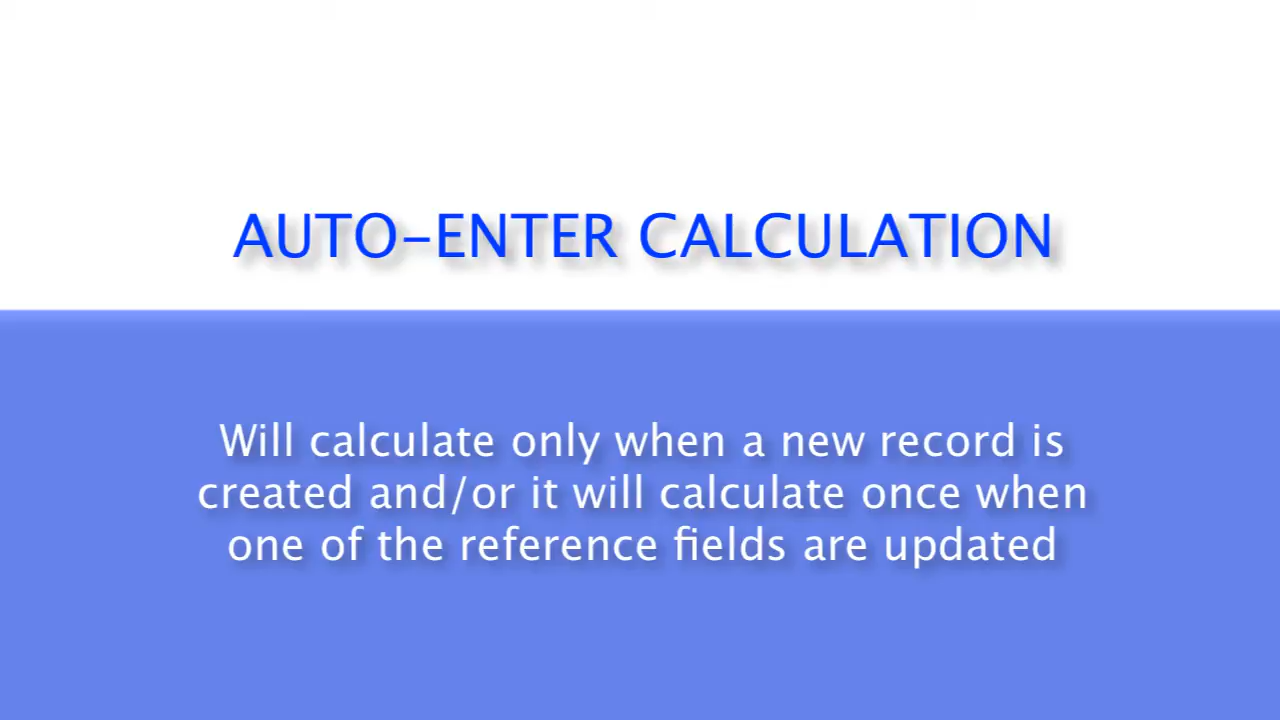 AUTO-ENTER CALCULATION
Will calculate only when a new record is
created and/or it will calculate once when
one of the reference fields are updated